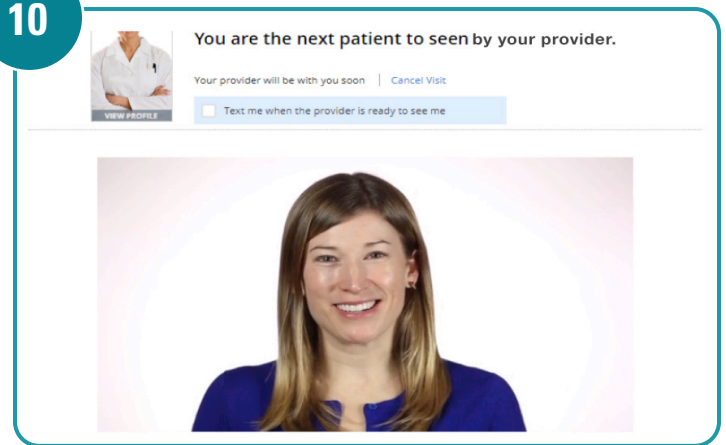 10
You are the next patient to seen by your provider.
Your provider will be with you soon | Cancel Visit
Text me when the provider is ready to see me
VIEW PROFILE